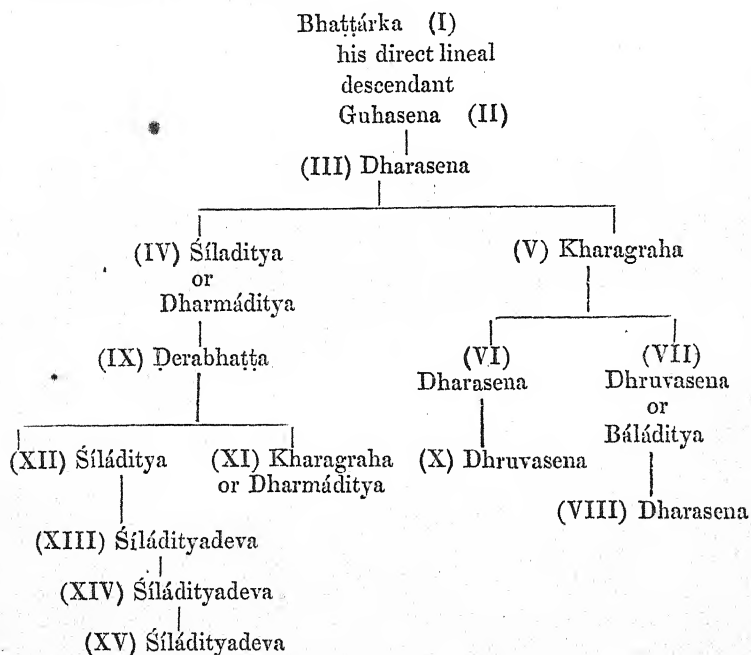 Bhaṭṭárka (I)
his direct lineal
descendant
Guhasena (II)
(III) Dharasena
(IV) Śíladitya
or
Dharmáditya
(V) Kharagraha
(IX) Ḍerabhaṭṭa
(VI)
Dharasena
(VII)
Dhruvasena
or
Báláditya
(XII) Śíláditya
(XI) Kharagraha
or Dharmáditya
(X) Dhruvasena
(VIII) Dharasena
(XIII) Śíládityadeva
(XIV) Śíládityadeva
(XV) Śíládityadeva